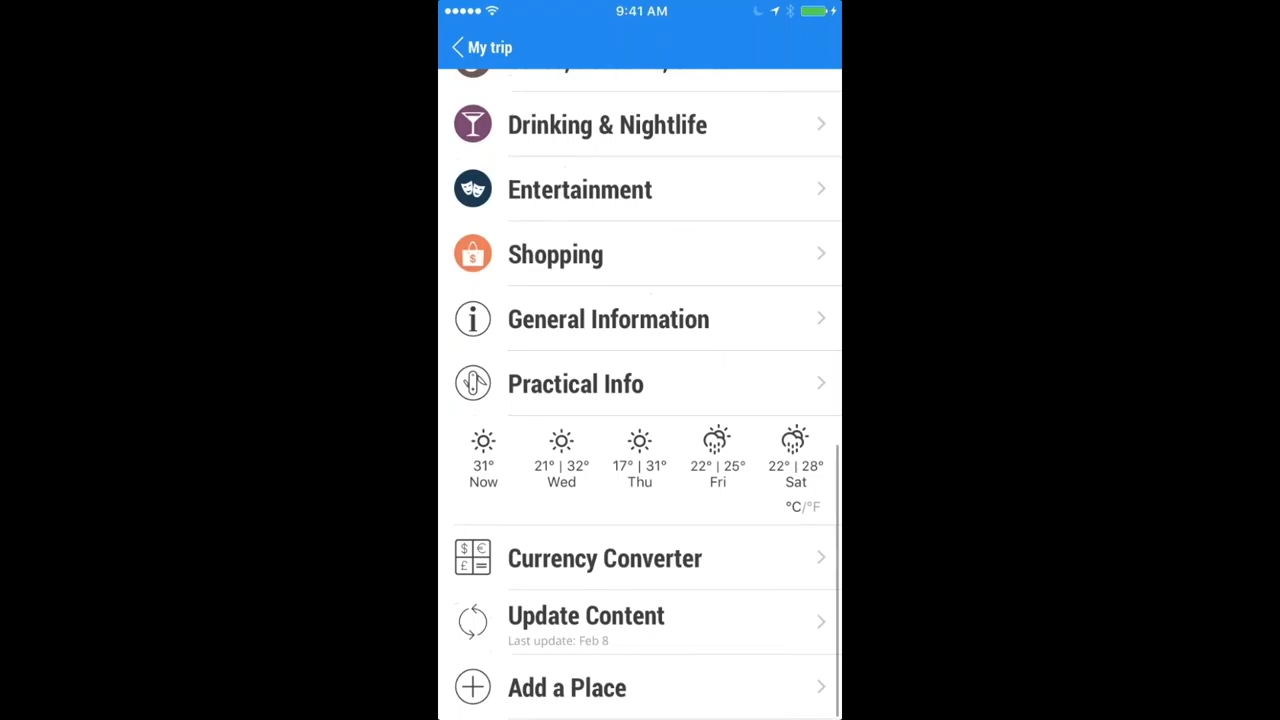 9:41 AM
My trip
Drinking & Nightlife
Entertainment
Shopping
General Information
Practical Info
31° 21° | 32° 17° | 31° 22° | 25° 22° | 28°
Now Wed Thu Fri Sat
°C/°F
$ €
£ =
Currency Converter
Update Content
Last update: Feb 8
Add a Place